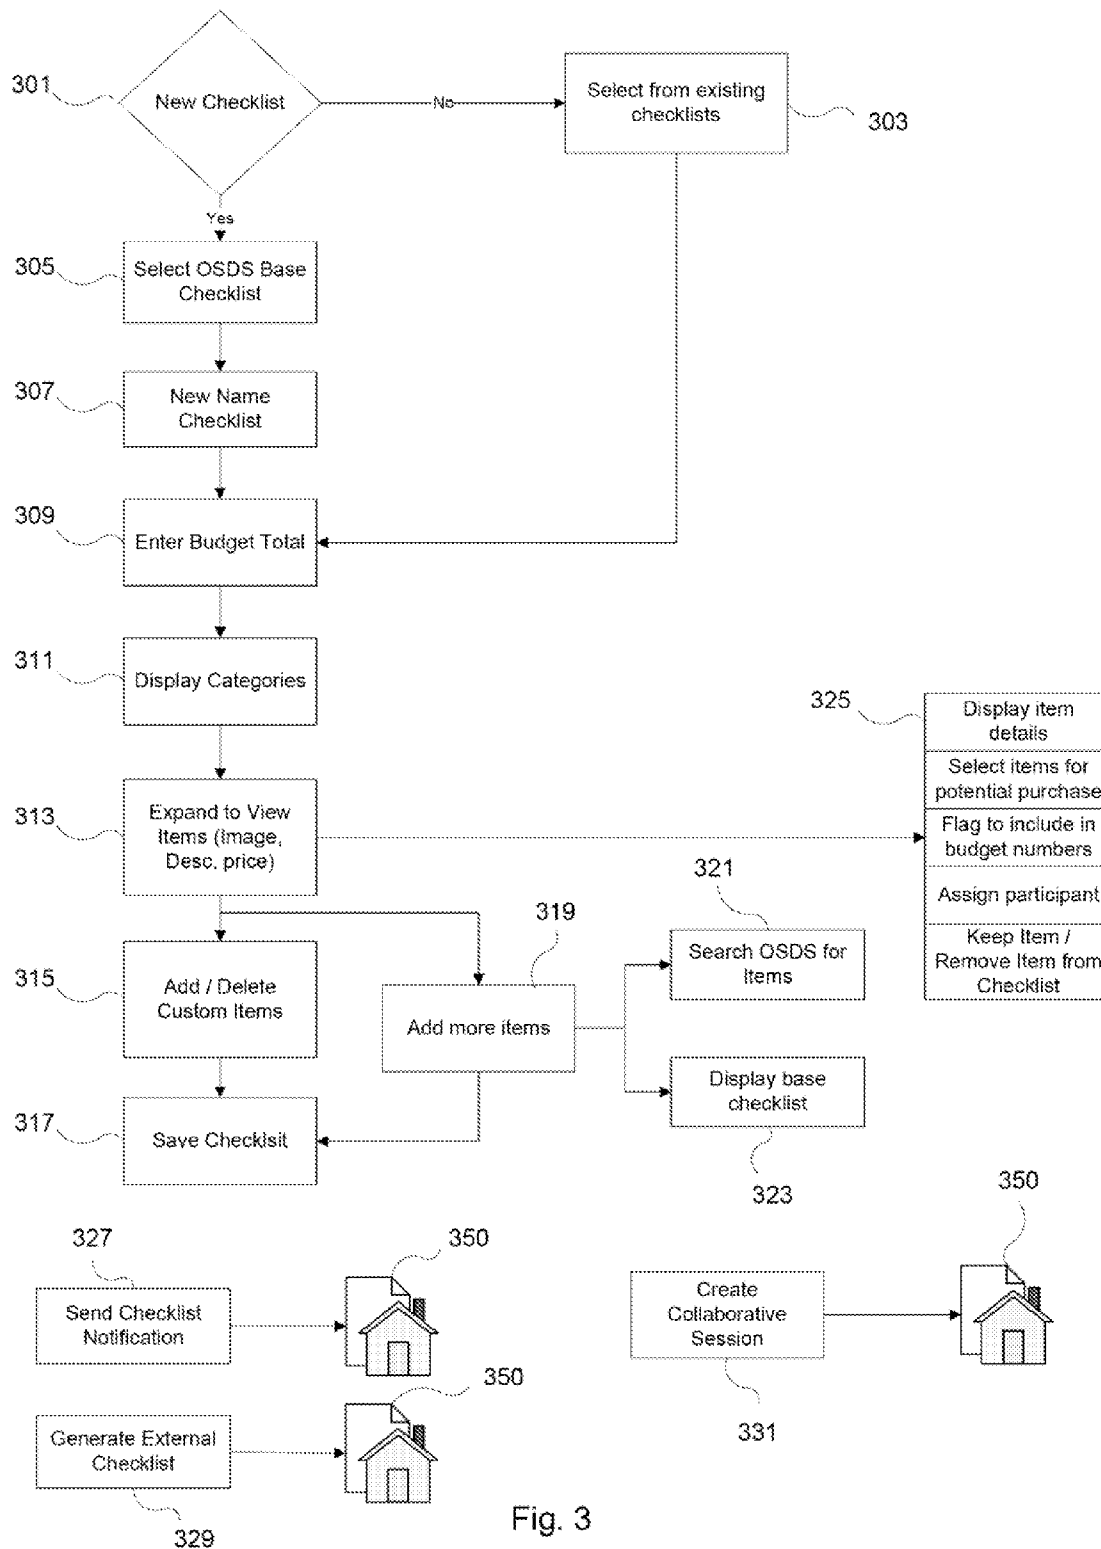 301
New Checklist
No
Select from existing
checklists
303
Yes
305
Select OSDS Base
Checklist
307
New Name
Checklist
309
Enter Budget Total
311
Display Categories
325
Display item
details
Select items for
potential purchase
Flag to include in
budget numbers
Assign participant
Keep Item /
Remove Item from
Checklist
313
Expand to View
Items (Image,
Desc, price)
321
319
Search OSDS for
Items
315
Add / Delete
Custom Items
Add more items
Display base
checklist
317
Save Checklsit
323
350
327
350
Send Checklist
Notification
Create
Collaborative
Session
350
331
Generate External
Checklist
329
Fig. 3